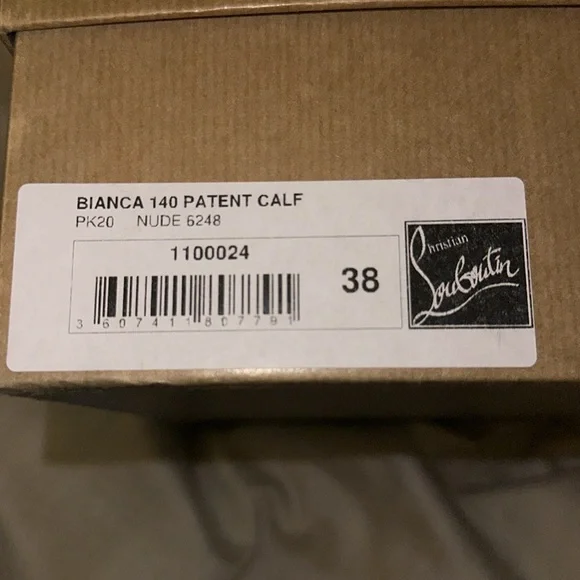 BIANCA 140 PATENT CALF
PK20 NUDE 6248
1100024
38
3 607411 807791
Christian
Louboutin